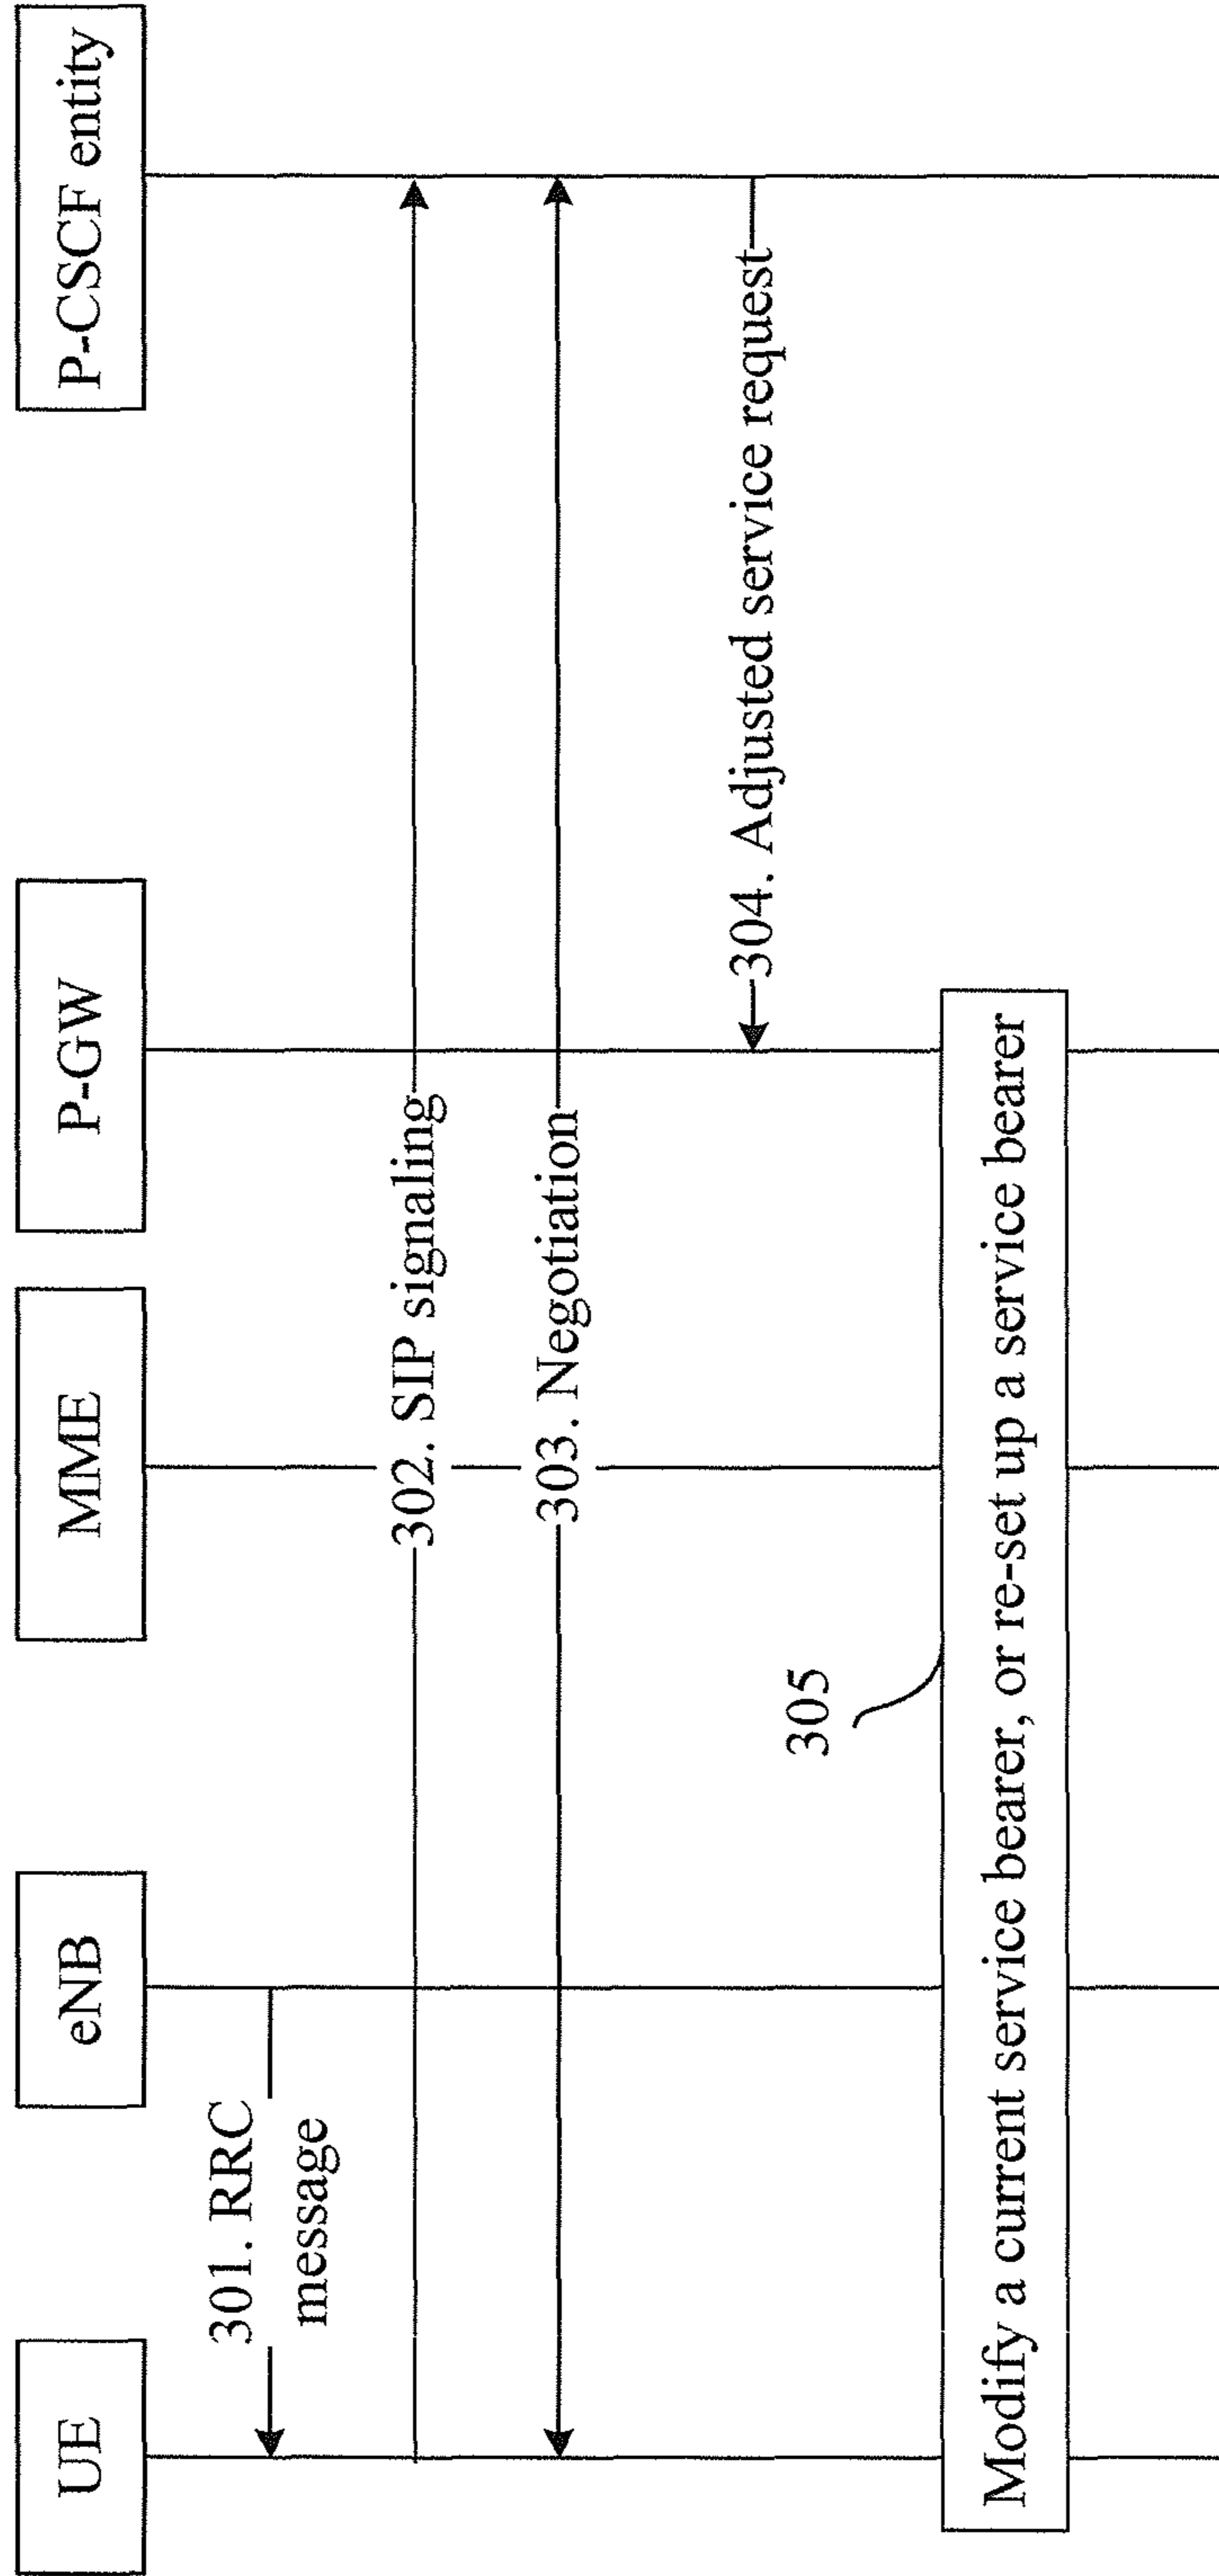 UE
eNB
MME
P-GW
P-CSCF entity
301. RRC
message
302. SIP signaling
303. Negotiation
304. Adjusted service request
305
Modify a current service bearer, or re-set up a service bearer